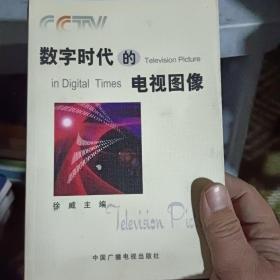 CCTV
数字时代的 Television Picture
in Digital Times 电视图像
徐威 主编
Television Pic
中国广播电视出版社